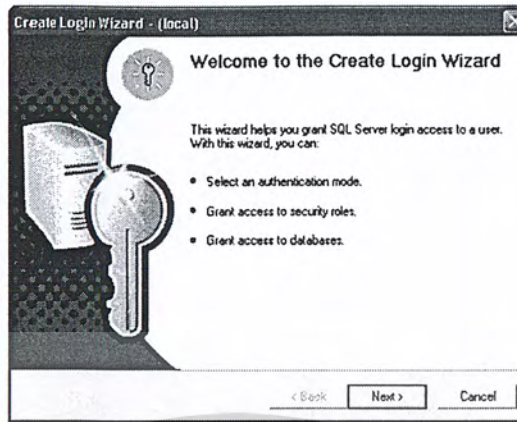 Create Login Wizard - (local)
Welcome to the Create Login Wizard
This wizard helps you grant SQL Server login access to a user.
With this wizard, you can:
• Select an authentication mode.
• Grant access to security roles.
• Grant access to databases.
< Back Next > Cancel